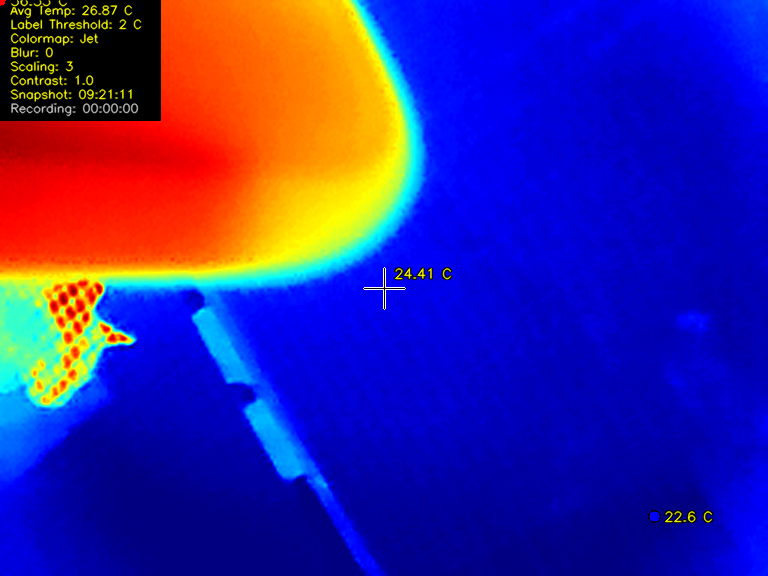 Avg Temp: 26.87 C
Label Threshold: 2 C
Colormap: Jet
Blur: 0
Scaling: 3
Contrast: 1.0
Snapshot: 09:21:11
Recording: 00:00:00
24.41 C
22.6 C